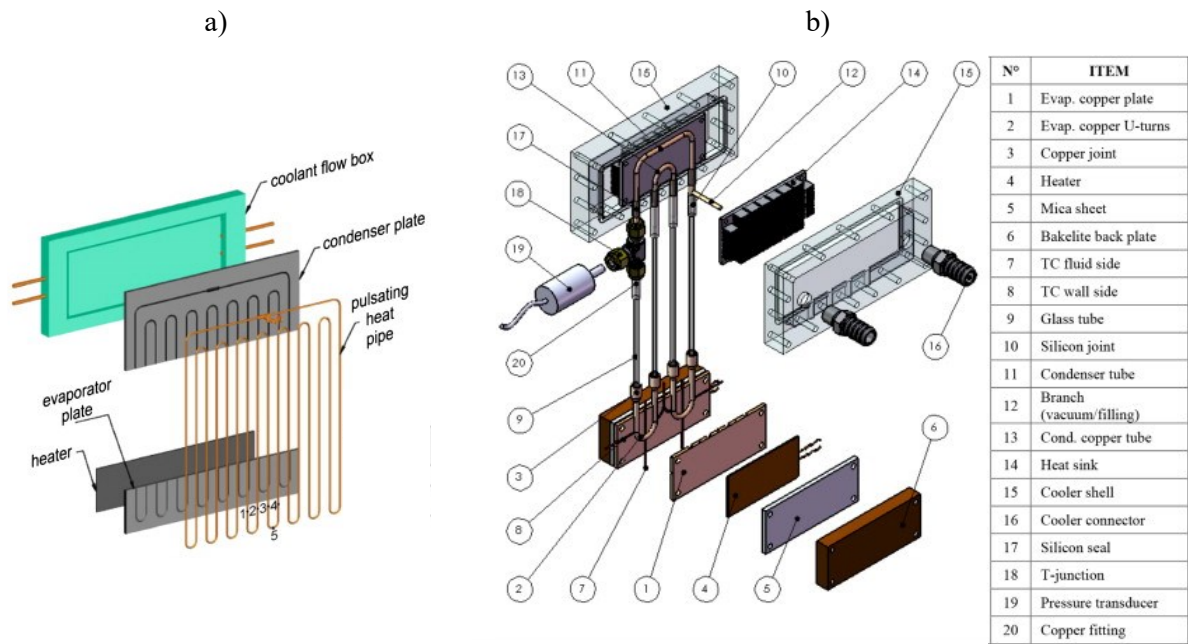 a)
b)
coolant flow box
condenser plate
pulsating
heat
pipe
evaporator
plate
heater
1 2 3 4
5
13
11
15
10
12
14
15
17
18
19
20
9
3
8
2
7
1
4
5
6
16
N° ITEM
1 Evap. copper plate
2 Evap. copper U-turns
3 Copper joint
4 Heater
5 Mica sheet
6 Bakelite back plate
7 TC fluid side
8 TC wall side
9 Glass tube
10 Silicon joint
11 Condenser tube
12 Branch
(vacuum/filling)
13 Cond. copper tube
14 Heat sink
15 Cooler shell
16 Cooler connector
17 Silicon seal
18 T-junction
19 Pressure transducer
20 Copper fitting